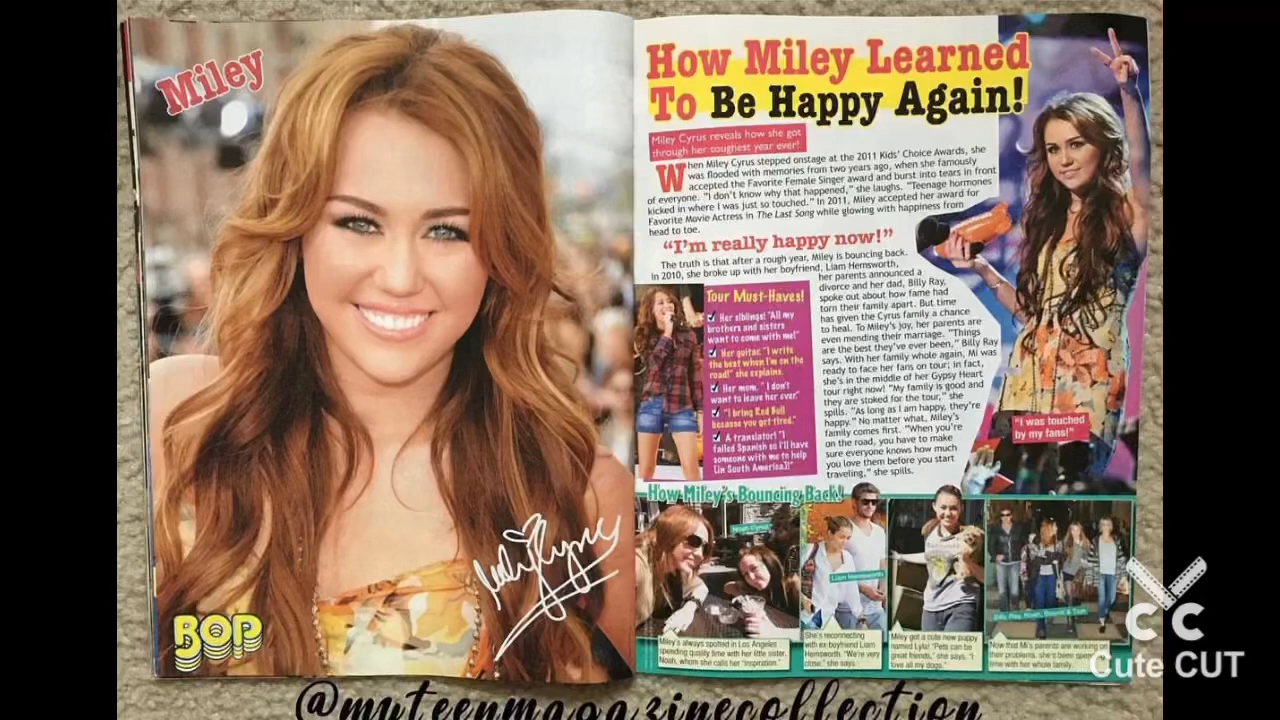 Miley
BOP
How Miley Learned
To Be Happy Again!
Miley Cyrus reveals how she got
through her toughest year ever!
When Miley Cyrus stepped onstage at the 2011 Kids' Choice Awards, she
was flooded with memories from two years ago, when she famously
accepted the Favorite Female Singer award and burst into tears in front
of everyone. "I don't know why that happened," she laughs. "Teenage hormones
kicked in where I was just so touched." In 2011, Miley accepted her award for
Favorite Movie Actress in The Last Song while glowing with happiness from
head to toe.
"I'm really happy now!"
The truth is that after a rough year, Miley is bouncing back.
In 2010, she broke up with her boyfriend, Liam Hemsworth,
her parents announced a
divorce and her dad, Billy Ray,
spoke out about how fame had
torn their family apart. But time
has given the Cyrus family a chance
to heal. To Miley's joy, her parents are
even mending their marriage. "Things
are the best they've ever been," Billy Ray
says. With her family whole again, Mi was
ready to face her fans on tour; in fact,
she's in the middle of her Gypsy Heart
tour right now! "My family is good and
they are stoked for the tour," she
spills. "As long as I am happy, they're
happy." No matter what, Miley's
family comes first. "When you're
on the road, you have to make
sure everyone knows how much
you love them before you start
traveling," she spills.
Tour Must-Haves!
Her siblings! "All my
brothers and sisters
want to come with me!"
Her guitar. "I write
the best when I'm on the
road!" she explains.
Her mom. "I don't
want to leave her ever."
"I bring Red Bull
because you get tired."
A translator! "I
failed Spanish so I'll have
someone with me to help
[in South America]!"
"I was touched
by my fans!"
How Miley's Bouncing Back!
Noah Cyrus
Liam Hemsworth
Billy Ray, Noah, Brandi & Tish
Miley's always spotted in Los Angeles
spending quality time with her little sister,
Noah, whom she calls her "inspiration."
She's reconnecting
with ex-boyfriend Liam
Hemsworth. "We're very
close," she says.
Miley got a cute new puppy
named Lyla! "Pets can be
great friends," she says. "I
love all my dogs."
Now that Mi's parents are working on
their problems, she's been spending
time with her whole family.
CC
Cute CUT
@myteenmagazinecollection